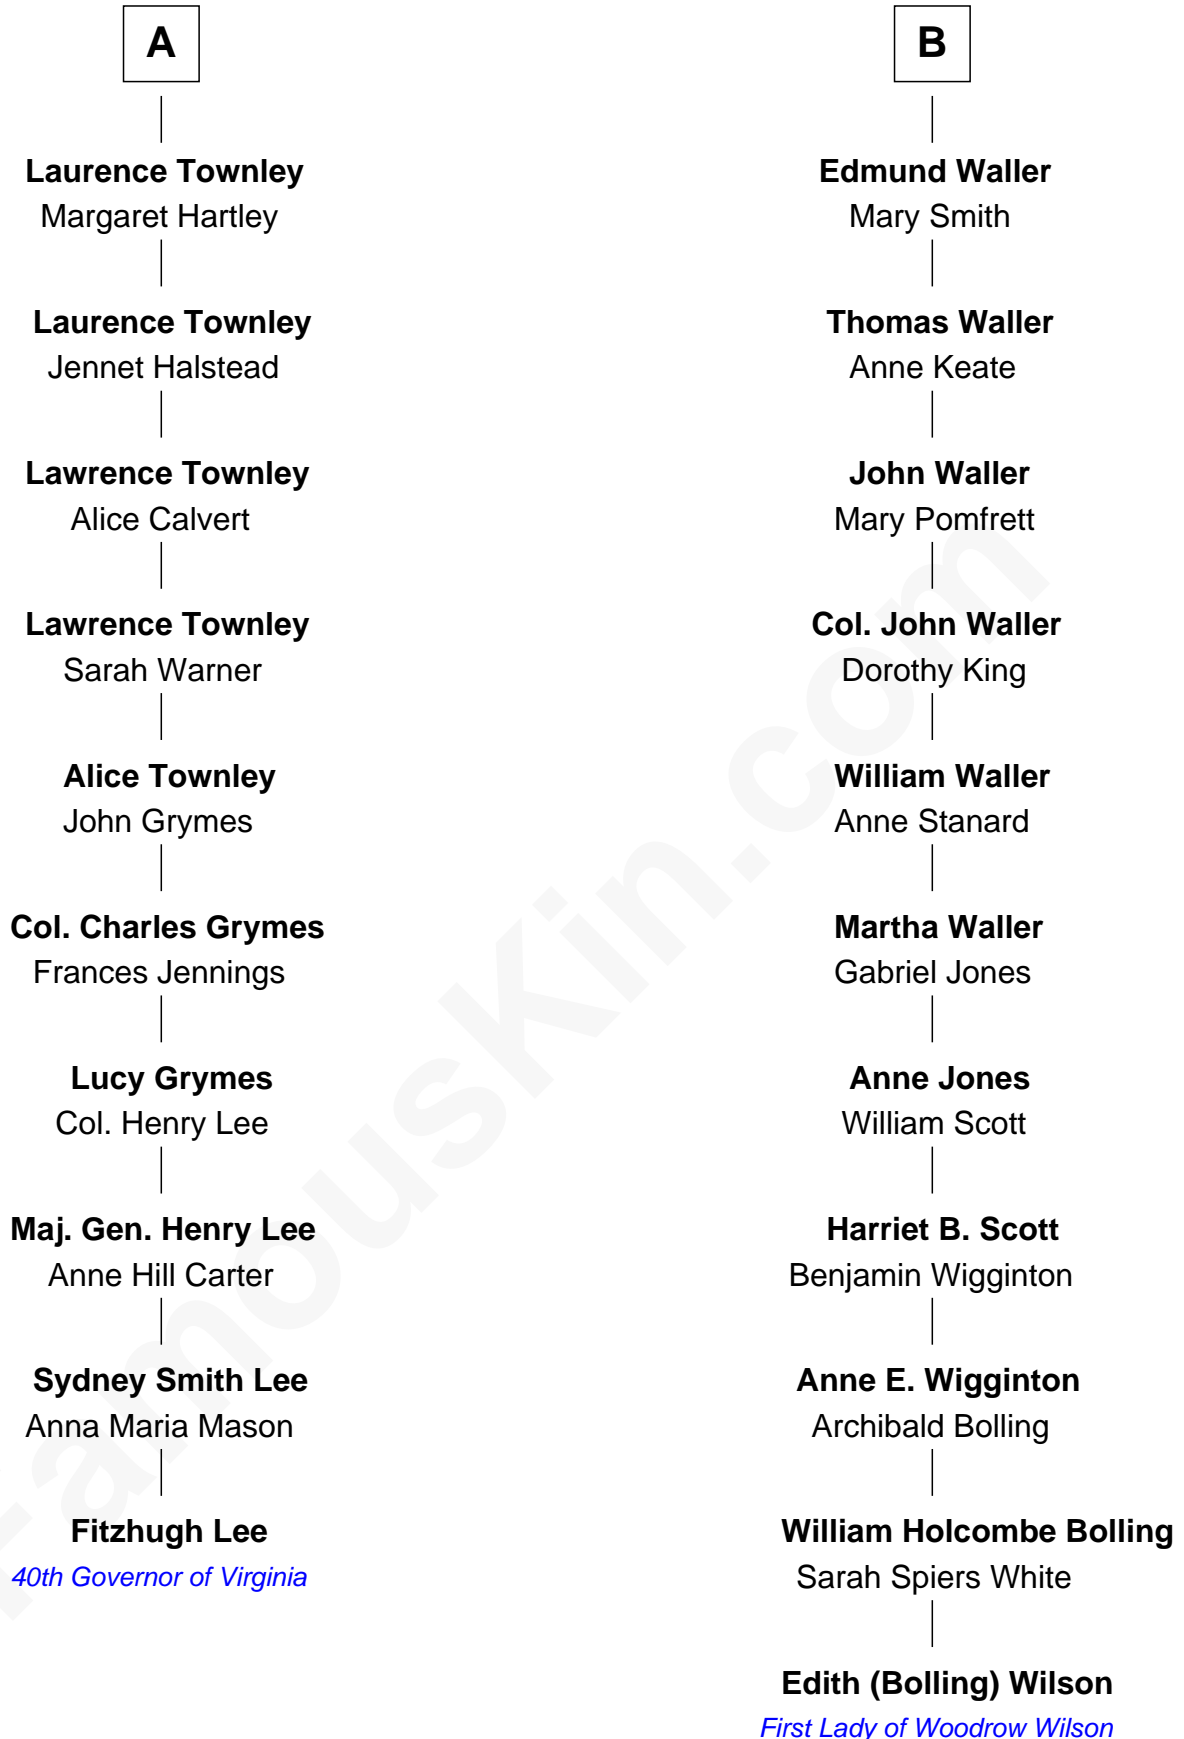 A
Laurence Townley
Margaret Hartley
Laurence Townley
Jennet Halstead
Lawrence Townley
Alice Calvert
Lawrence Townley
Sarah Warner
Alice Townley
John Grymes
Col. Charles Grymes
Frances Jennings
Lucy Grymes
Col. Henry Lee
Maj. Gen. Henry Lee
Anne Hill Carter
Sydney Smith Lee
Anna Maria Mason
Fitzhugh Lee
40th Governor of Virginia
B
Edmund Waller
Mary Smith
Thomas Waller
Anne Keate
John Waller
Mary Pomfrett
Col. John Waller
Dorothy King
William Waller
Anne Stanard
Martha Waller
Gabriel Jones
Anne Jones
William Scott
Harriet B. Scott
Benjamin Wigginton
Anne E. Wigginton
Archibald Bolling
William Holcombe Bolling
Sarah Spiers White
Edith (Bolling) Wilson
First Lady of Woodrow Wilson
FamousKin.com